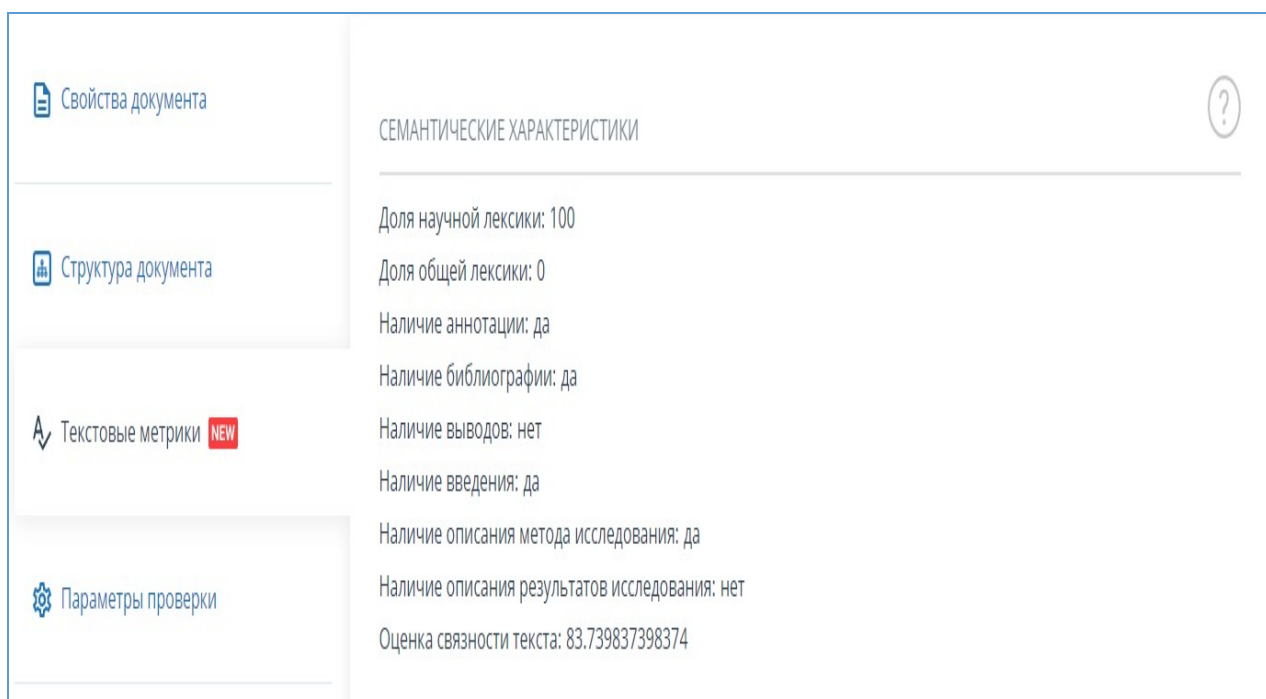 Свойства документа
Структура документа
Текстовые метрики NEW
Параметры проверки
СЕМАНТИЧЕСКИЕ ХАРАКТЕРИСТИКИ
?
Доля научной лексики: 100
Доля общей лексики: 0
Наличие аннотации: да
Наличие библиографии: да
Наличие выводов: нет
Наличие введения: да
Наличие описания метода исследования: да
Наличие описания результатов исследования: нет
Оценка связности текста: 83.739837398374